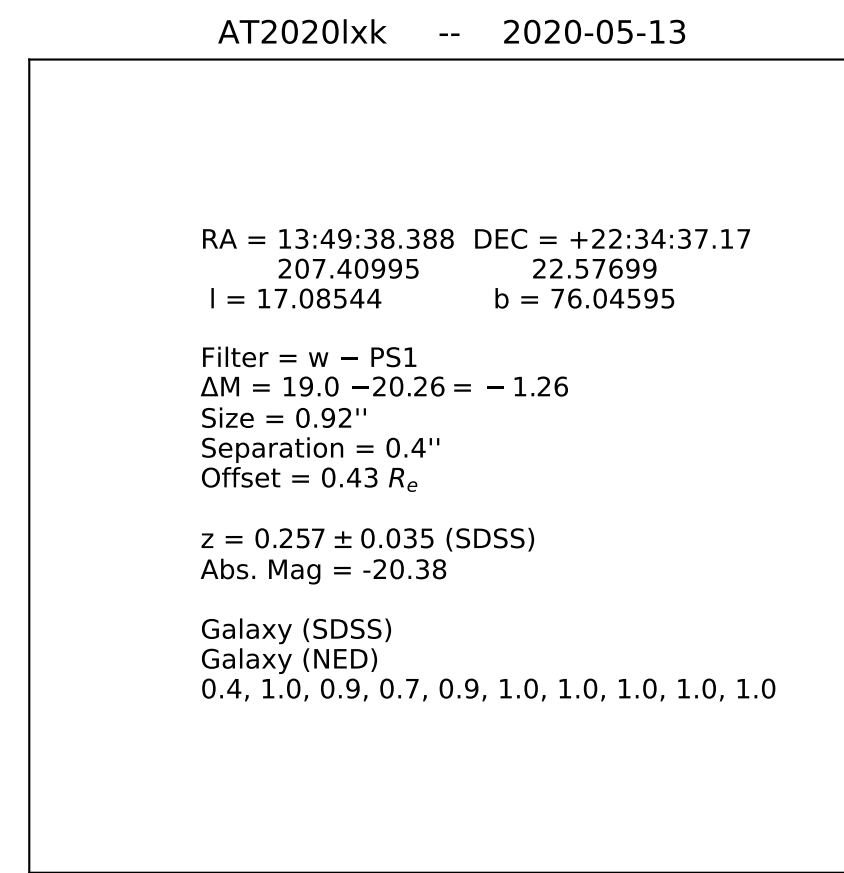 AT2020lxk -- 2020-05-13
RA = 13:49:38.388 DEC = +22:34:37.17
207.40995 22.57699
l = 17.08544 b = 76.04595
Filter = w − PS1
ΔM = 19.0 −20.26 = − 1.26
Size = 0.92''
Separation = 0.4''
Offset = 0.43 Rₑ
z = 0.257 ± 0.035 (SDSS)
Abs. Mag = -20.38
Galaxy (SDSS)
Galaxy (NED)
0.4, 1.0, 0.9, 0.7, 0.9, 1.0, 1.0, 1.0, 1.0, 1.0